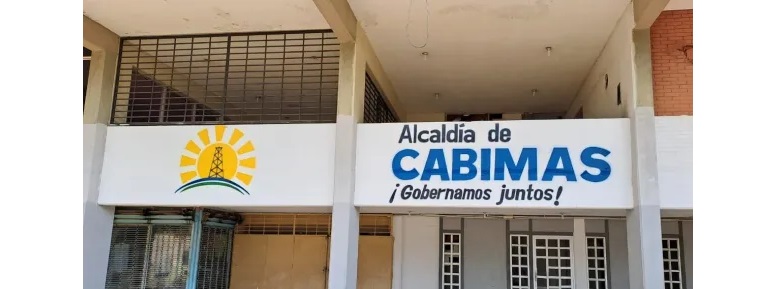 Alcaldía de
CABIMAS
¡Gobernamos juntos!